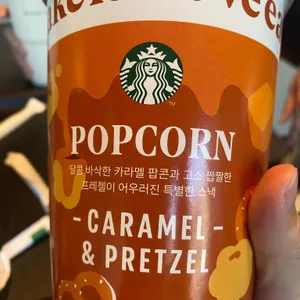 POPCORN
달콤 바삭한 카라멜 팝콘과 고소 짭짤한
프레첼이 어우러진 특별한 스낵
- CARAMEL -
& PRETZEL